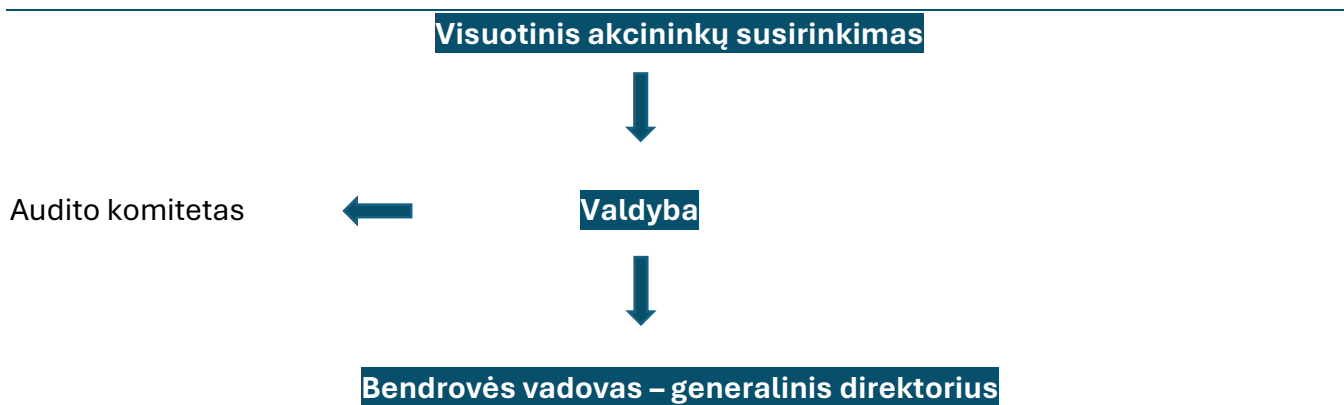 Visuotinis akcininkų susirinkimas
Audito komitetas
Valdyba
Bendrovės vadovas – generalinis direktorius